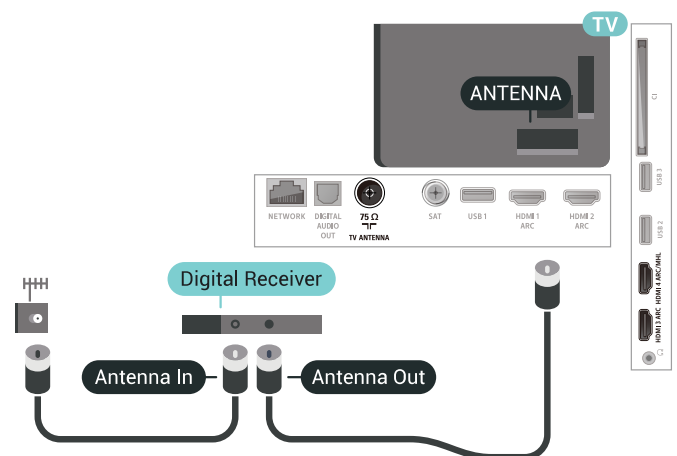 TV
ANTENNA
CI
USB 3
USB 2
HDMI 4 ARC/MHL
HDMI 3 ARC
NETWORK
DIGITAL
AUDIO
OUT
75 Ω
TV ANTENNA
SAT
USB 1
HDMI 1
ARC
HDMI 2
ARC
Digital Receiver
Antenna In
Antenna Out